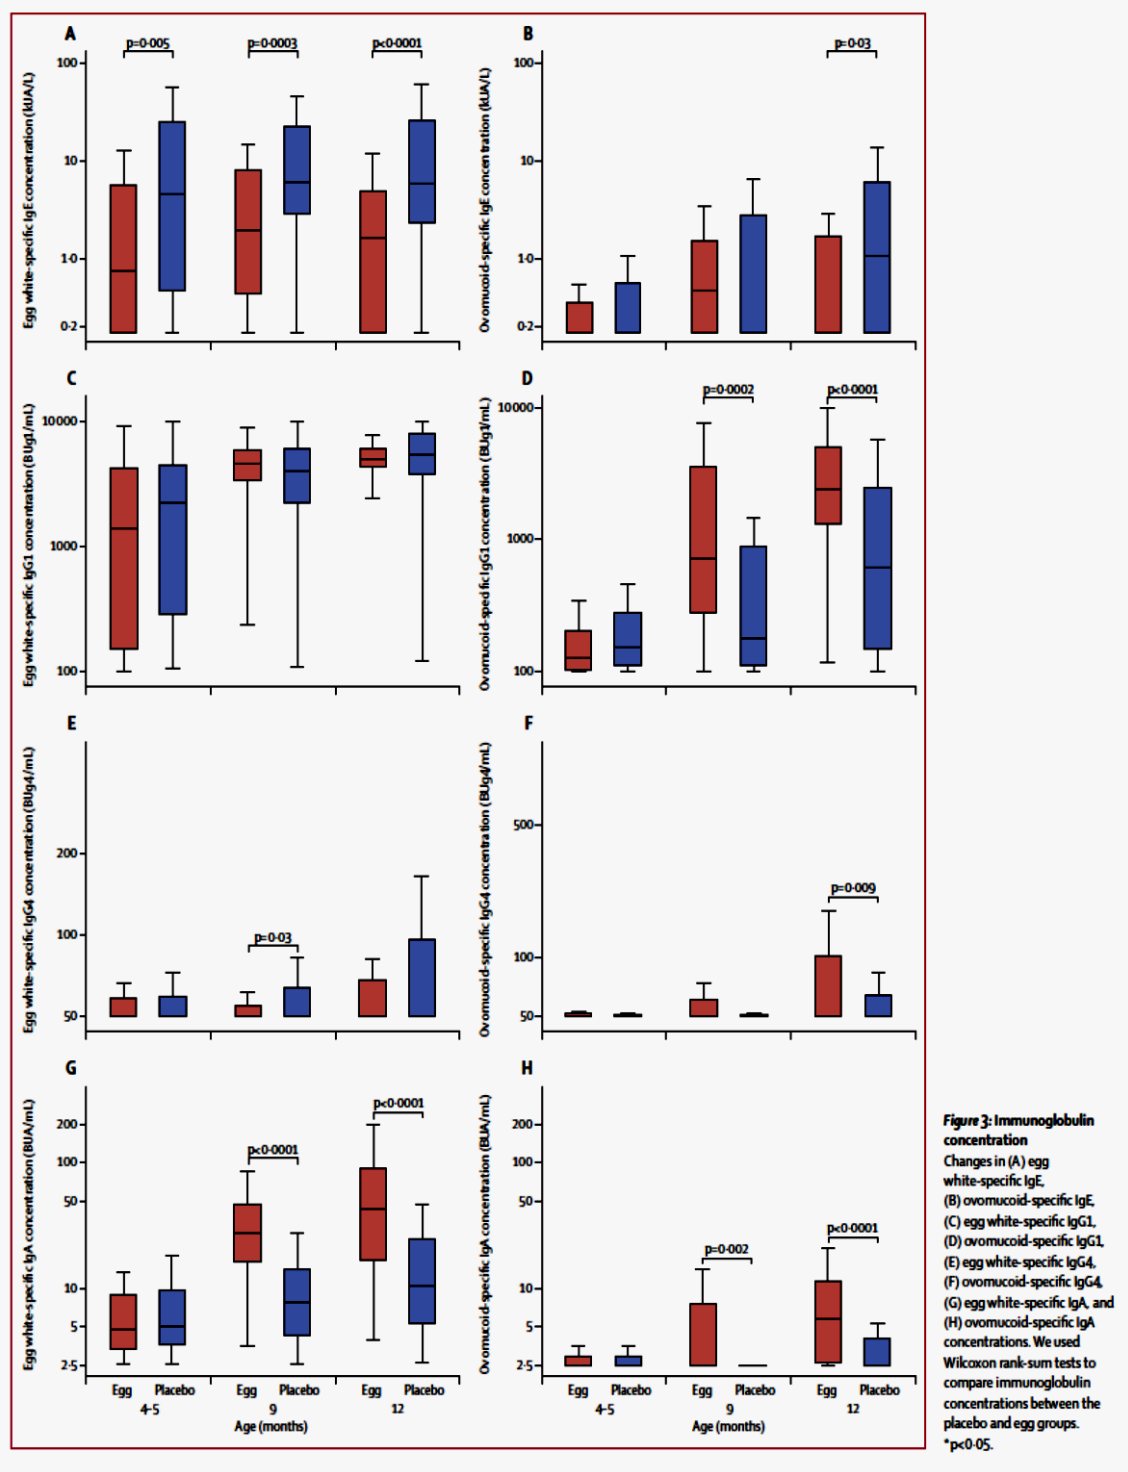 A
p=0·005
p=0·0003
p<0·0001
Egg white-specific IgE concentration (kUA/L)
100
10
1·0
0·2
B
p=0·03
Ovomucoid-specific IgE concentration (kUA/L)
100
10
1·0
0·2
C
Egg white-specific IgG1 concentration (BUg1/mL)
10000
1000
100
D
p=0·0002
p<0·0001
Ovomucoid-specific IgG1 concentration (BUg1/mL)
10000
1000
100
E
p=0·03
Egg white-specific IgG4 concentration (BUg4/mL)
200
100
50
F
p=0·009
Ovomucoid-specific IgG4 concentration (BUg4/mL)
500
100
50
G
p<0·0001
p<0·0001
Egg white-specific IgA concentration (BUA/mL)
200
100
50
10
5
2·5
Egg Placebo Egg Placebo Egg Placebo
4–5 9 12
Age (months)
H
p=0·002
p<0·0001
Ovomucoid-specific IgA concentration (BUA/mL)
200
100
50
10
5
2·5
Egg Placebo Egg Placebo Egg Placebo
4–5 9 12
Age (months)
Figure 3: Immunoglobulin
concentration
Changes in (A) egg
white-specific IgE,
(B) ovomucoid-specific IgE,
(C) egg white-specific IgG1,
(D) ovomucoid-specific IgG1,
(E) egg white-specific IgG4,
(F) ovomucoid-specific IgG4,
(G) egg white-specific IgA, and
(H) ovomucoid-specific IgA
concentrations. We used
Wilcoxon rank-sum tests to
compare immunoglobulin
concentrations between the
placebo and egg groups.
*p<0·05.